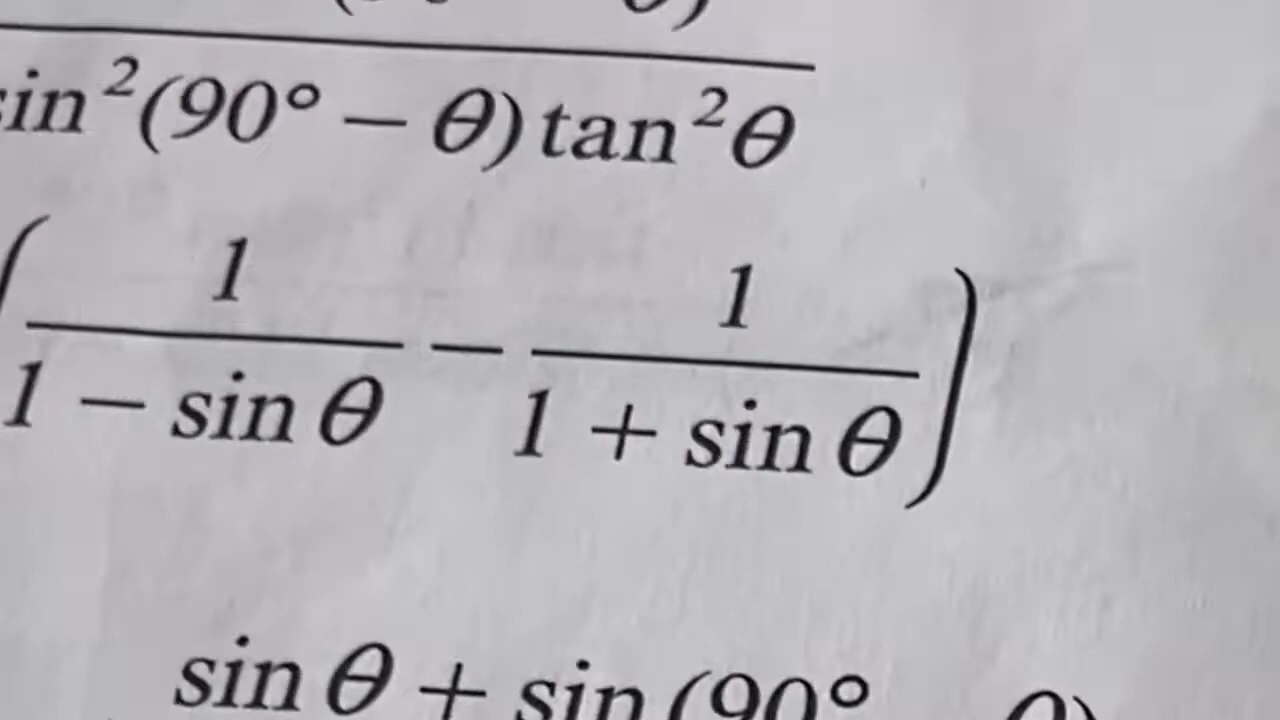 sin²(90° − θ)tan²θ
(1/(1 − sin θ) − 1/(1 + sin θ))
sin θ + sin (90°